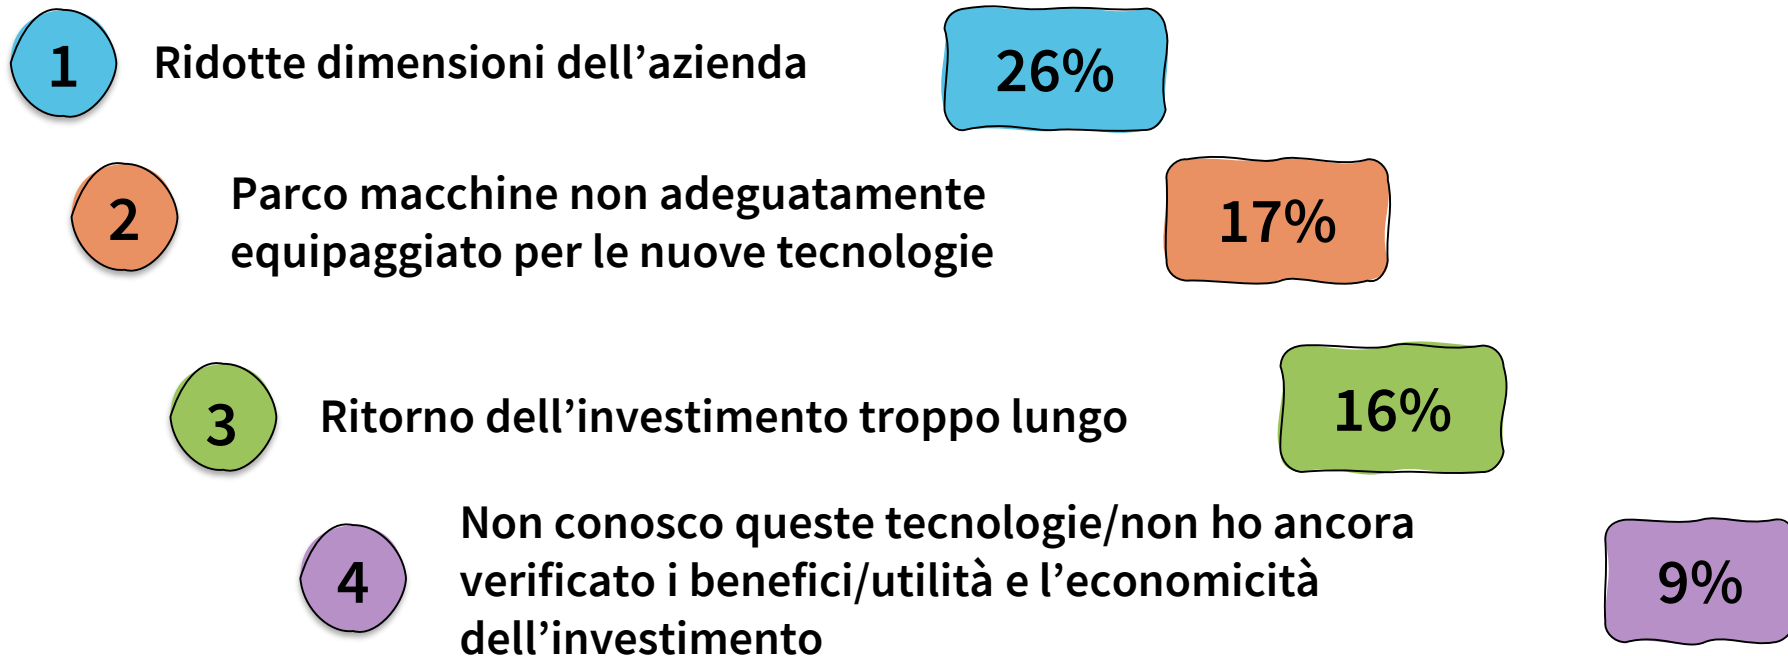 1
Ridotte dimensioni dell’azienda
26%
2
Parco macchine non adeguatamente
equipaggiato per le nuove tecnologie
17%
3
Ritorno dell’investimento troppo lungo
16%
4
Non conosco queste tecnologie/non ho ancora
verificato i benefici/utilità e l’economicità
dell’investimento
9%